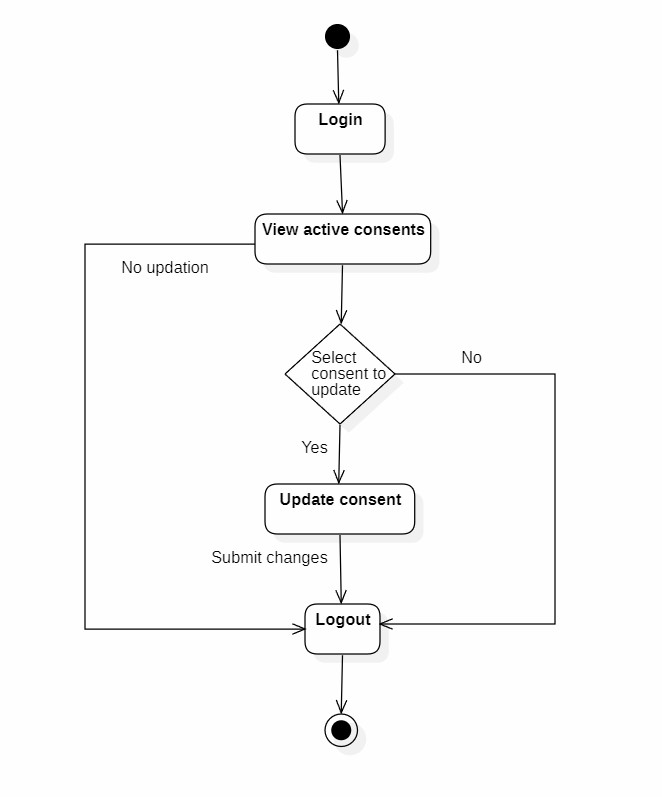 Login
View active consents
No updation
Select
consent to
update
No
Yes
Update consent
Submit changes
Logout